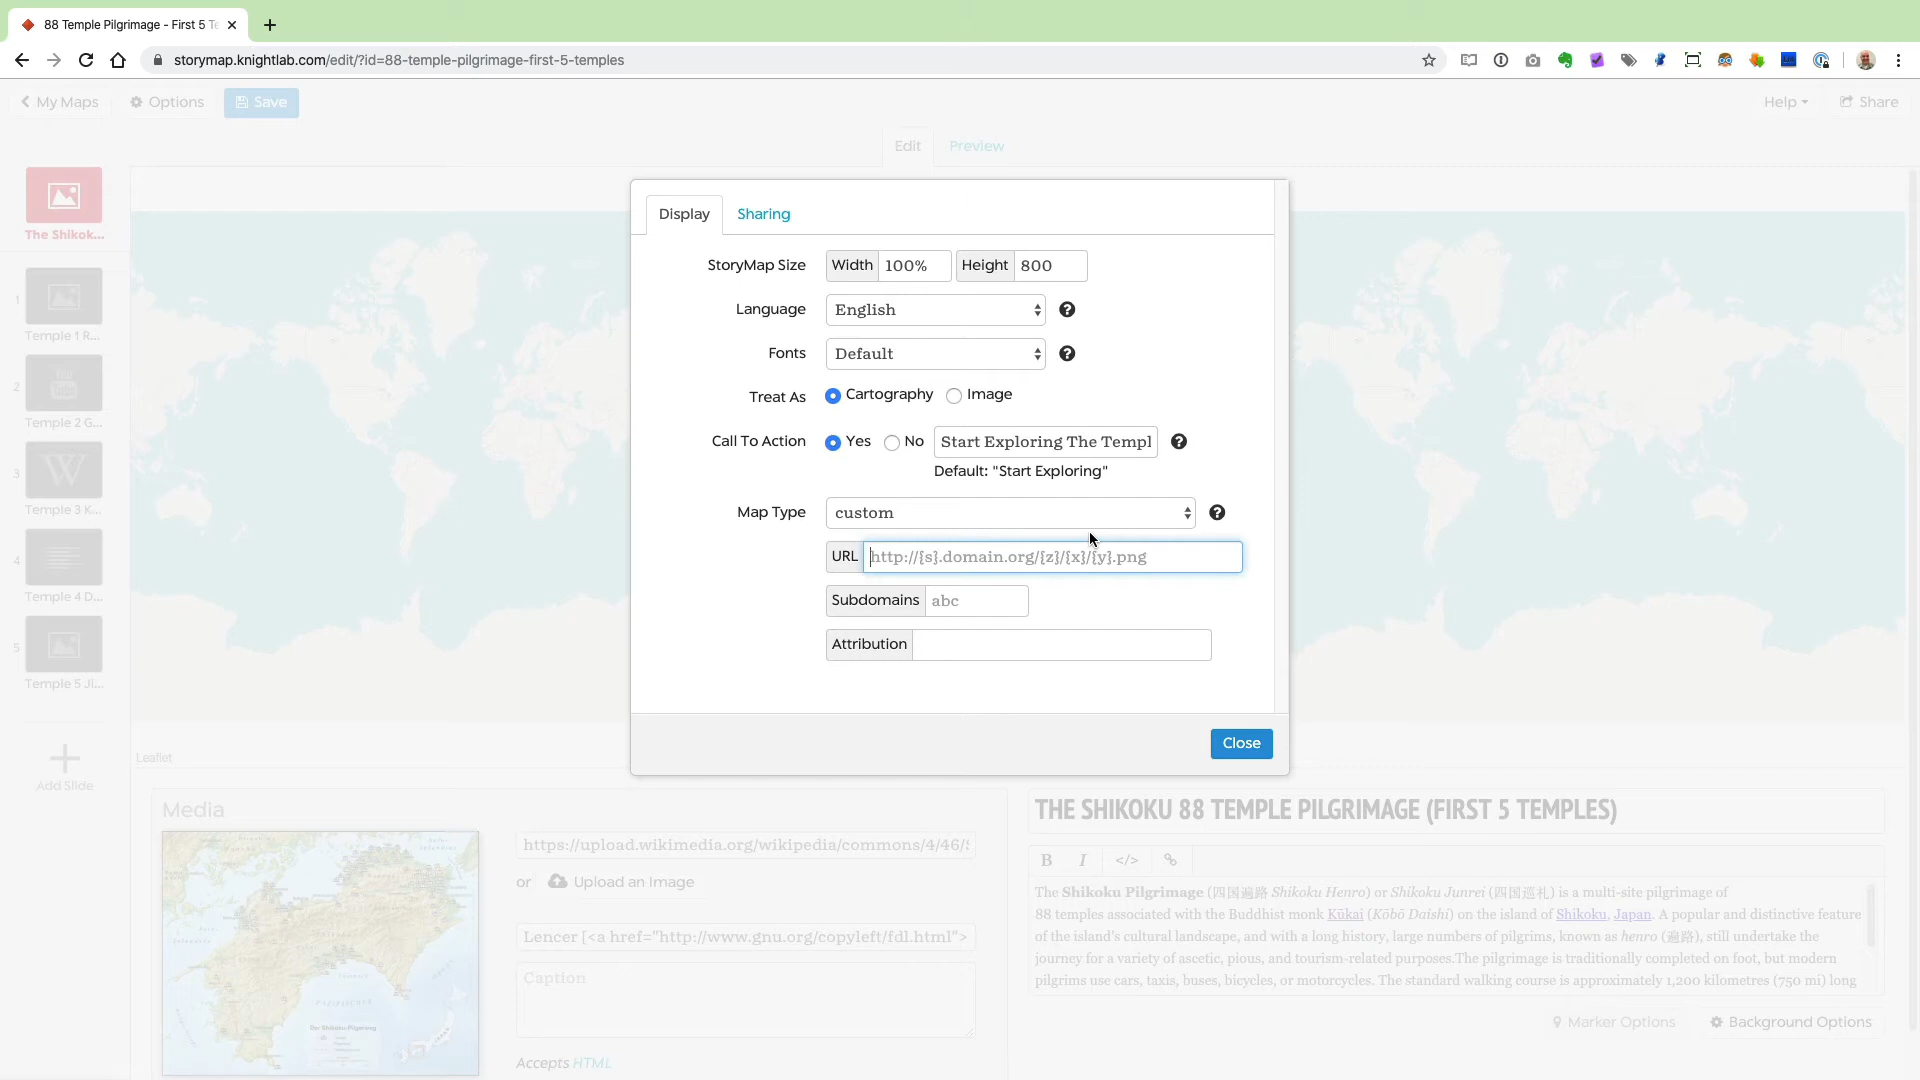 88 Temple Pilgrimage - First 5 Te
storymap.knightlab.com/edit/?id=88-temple-pilgrimage-first-5-temples
My Maps
Options
Save
Help
Share
Edit
Preview
The Shikok...
1
Temple 1 R...
2
Temple 2 G...
3
Temple 3 K...
4
Temple 4 D...
5
Temple 5 Ji...
Add Slide
Display
Sharing
StoryMap Size
Width 100%
Height 800
Language
English
Fonts
Default
Treat As
Cartography
Image
Call To Action
Yes
No
Start Exploring The Templ
Default: "Start Exploring"
Map Type
custom
URL
http://{s}.domain.org/{z}/{x}/{y}.png
Subdomains
abc
Attribution
Close
Leaflet
Media
https://upload.wikimedia.org/wikipedia/commons/4/46/S
or
Upload an Image
Lencer [<a href="http://www.gnu.org/copyleft/fdl.html">
Caption
Accepts HTML
THE SHIKOKU 88 TEMPLE PILGRIMAGE (FIRST 5 TEMPLES)
B I </>
The Shikoku Pilgrimage (四国遍路 Shikoku Henro) or Shikoku Junrei (四国巡礼) is a multi-site pilgrimage of
88 temples associated with the Buddhist monk Kūkai (Kōbō Daishi) on the island of Shikoku, Japan. A popular and distinctive feature
of the island's cultural landscape, and with a long history, large numbers of pilgrims, known as henro (遍路), still undertake the
journey for a variety of ascetic, pious, and tourism-related purposes.The pilgrimage is traditionally completed on foot, but modern
pilgrims use cars, taxis, buses, bicycles, or motorcycles. The standard walking course is approximately 1,200 kilometres (750 mi) long
Marker Options
Background Options